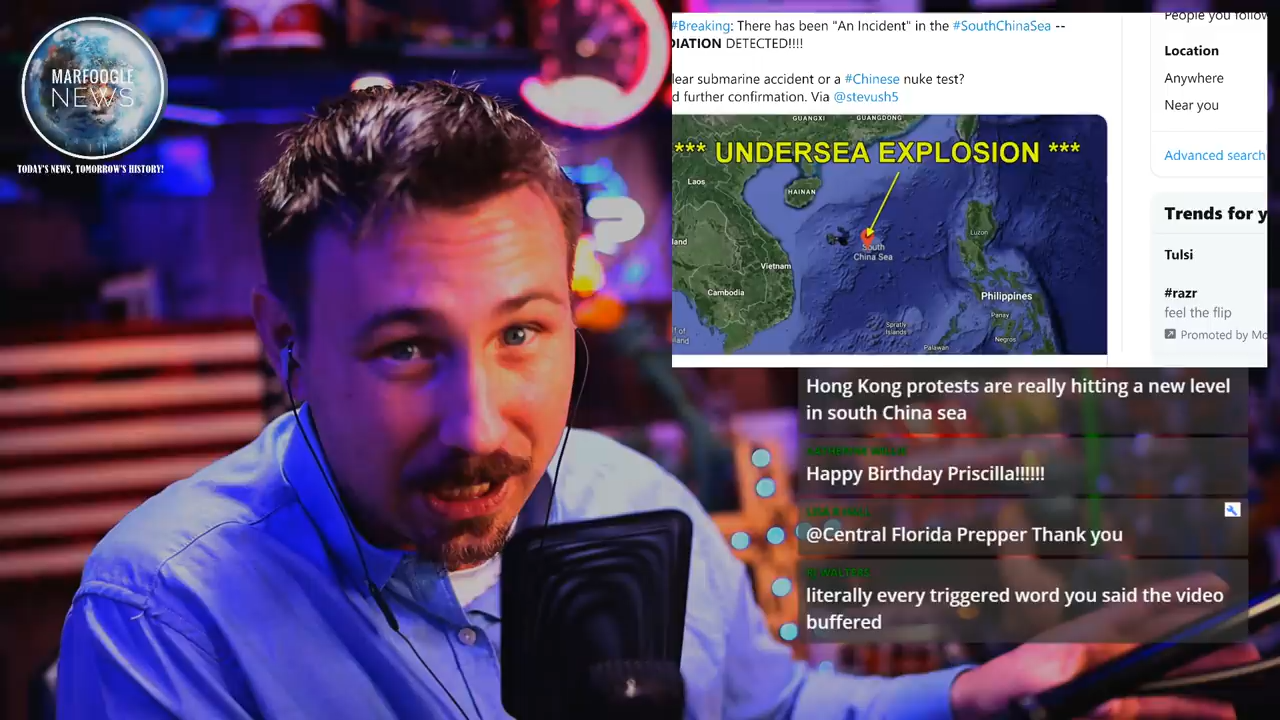 MARFOOGLE
NEWS
TODAY'S NEWS, TOMORROW'S HISTORY!
#Breaking: There has been "An Incident" in the #SouthChinaSea --
DIATION DETECTED!!!!
lear submarine accident or a #Chinese nuke test?
d further confirmation. Via @stevush5
GUANGXI
GUANGDONG
*** UNDERSEA EXPLOSION ***
Laos
HAINAN
land
South
China Sea
Luzon
Vietnam
Cambodia
Philippines
Panay
Spratly
Islands
Negros
Palawan
People you follow
Location
Anywhere
Near you
Advanced search
Trends for y
Tulsi
#razr
feel the flip
Promoted by Mo
Hong Kong protests are really hitting a new level
in south China sea
Happy Birthday Priscilla!!!!!!
@Central Florida Prepper Thank you
literally every triggered word you said the video
buffered